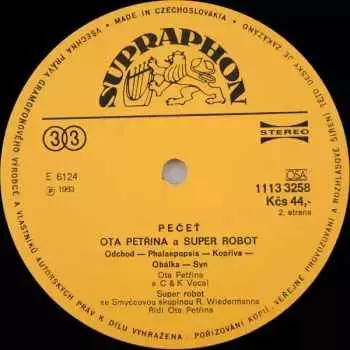 MADE IN CZECHOSLOVAKIA
VŠECHNA PRÁVA GRAMOFONOVÉHO VÝROBCE A VLASTNÍKŮ AUTORSKÝCH PRÁV K DÍLU VYHRAŽENA. POŘIZOVÁNÍ KOPIÍ, VEŘEJNÉ PROVOZOVÁNÍ A ROZHLASOVÉ ŠÍŘENÍ TÉTO DESKY JE ZAKÁZÁNO
SUPRAPHON
33
STEREO
E 6124
Ⓟ 1983
OSA
1113 3258
Kčs 44,-
2. strana
PEČEŤ
OTA PETŘINA a SUPER ROBOT
Odchod — Phalaepopsis — Kopřiva —
Obálka — Syn
Ota Petřina
a C & K Vocal
Super robot
se Smyčcovou skupinou R. Wiedermanna
Řídí Ota Petřina